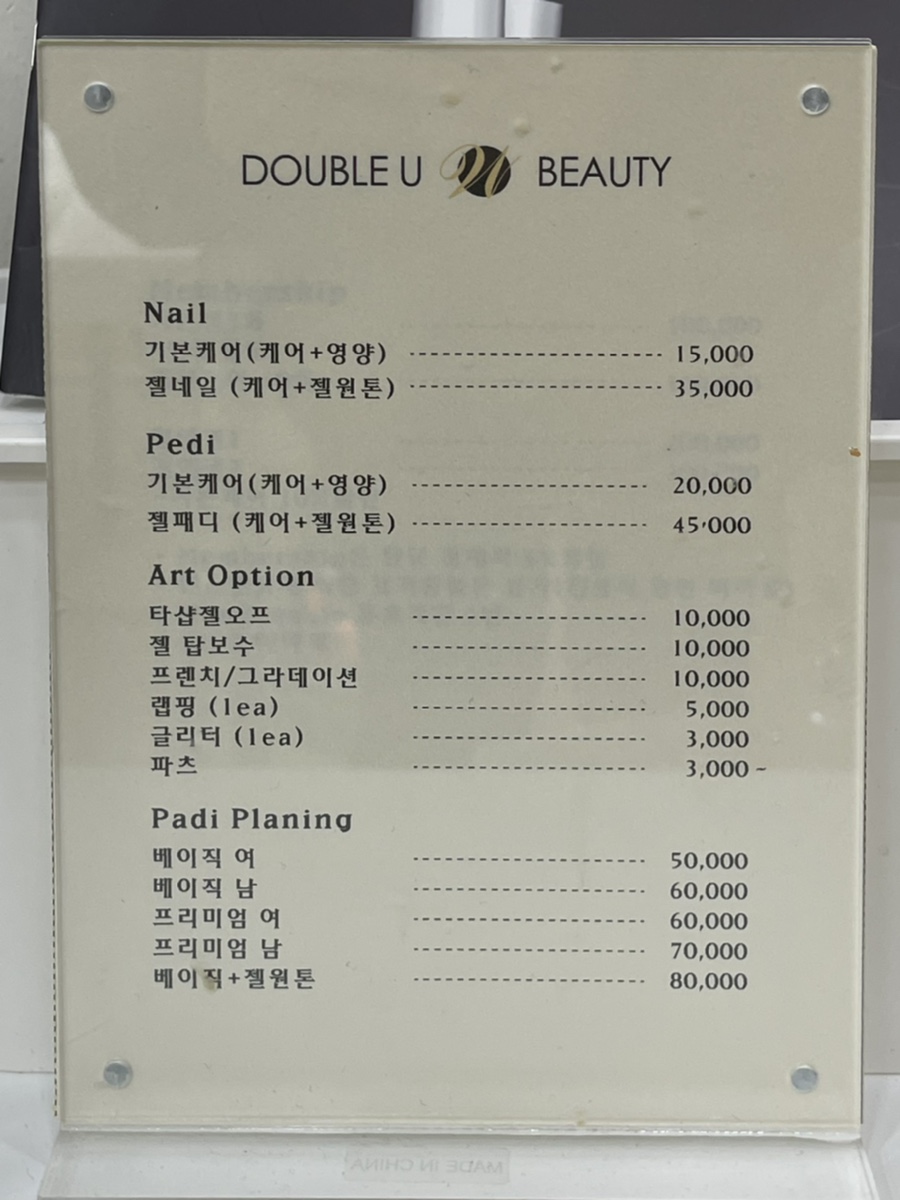 DOUBLE U W BEAUTY
Nail
기본케어(케어+영양) 15,000
젤네일 (케어+젤원톤) 35,000
Pedi
기본케어(케어+영양) 20,000
젤패디 (케어+젤원톤) 45,000
Art Option
타샵젤오프 10,000
젤 탑보수 10,000
프렌치/그라데이션 10,000
랩핑 (1ea) 5,000
글리터 (1ea) 3,000
파츠 3,000~
Padi Planing
베이직 여 50,000
베이직 남 60,000
프리미엄 여 60,000
프리미엄 남 70,000
베이직+젤원톤 80,000
MADE IN CHINA